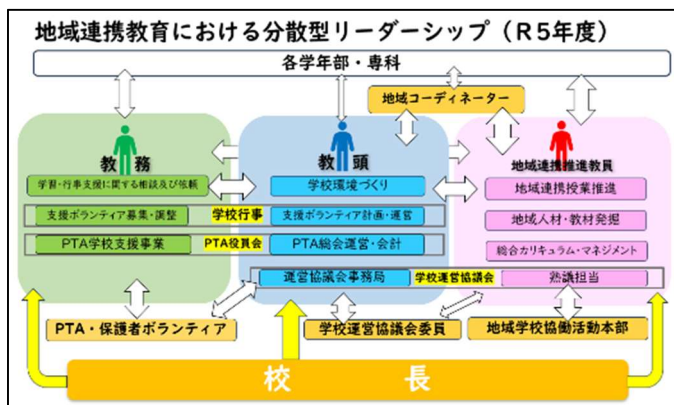 地域連携教育における分散型リーダーシップ（R5年度）
各学年部・専科
地域コーディネーター
教務
教頭
地域連携推進教員
学習・行事支援に関する相談及び依頼
学校環境づくり
地域連携授業推進
支援ボランティア募集・調整
学校行事
支援ボランティア計画・運営
地域人材・教材発掘
PTA学校支援事業
PTA役員会
PTA総会運営・会計
総合カリキュラム・マネジメント
運営協議会事務局
学校運営協議会
熟議担当
PTA・保護者ボランティア
学校運営協議会委員
地域学校協働活動本部
校長